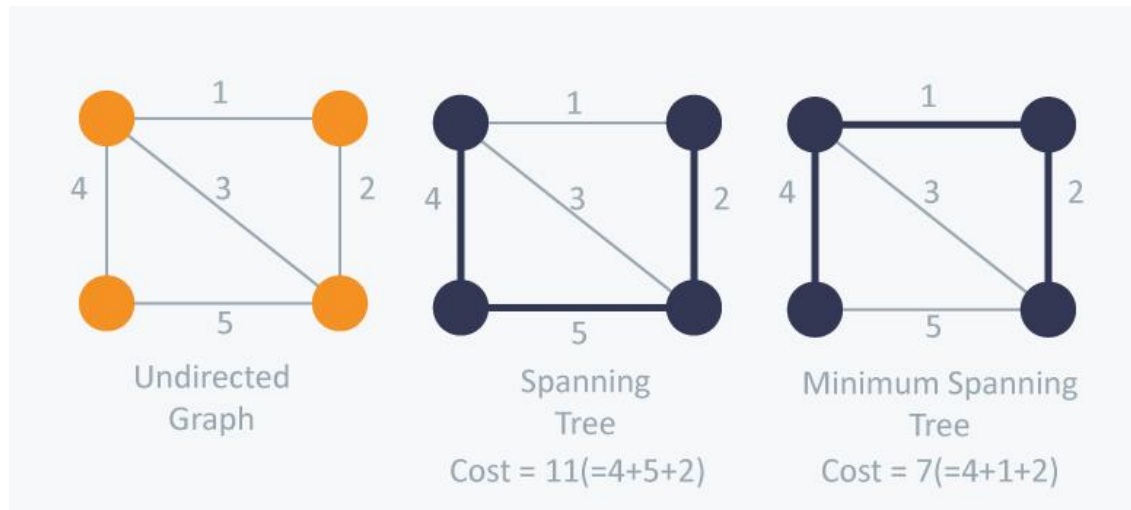 1
4
3
2
5
Undirected
Graph
1
4
3
2
5
Spanning
Tree
Cost = 11(=4+5+2)
1
4
3
2
5
Minimum Spanning
Tree
Cost = 7(=4+1+2)